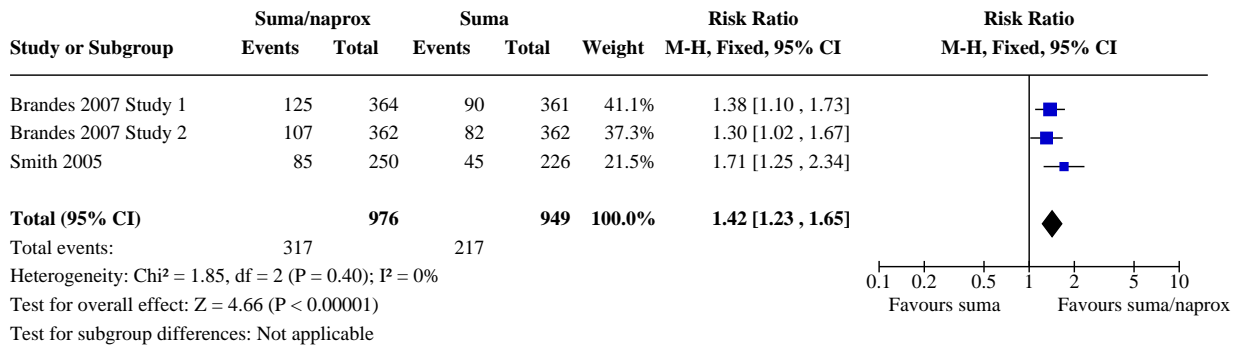 Suma/naprox Suma Risk Ratio Risk Ratio
Study or Subgroup Events Total Events Total Weight M-H, Fixed, 95% CI M-H, Fixed, 95% CI
Brandes 2007 Study 1 125 364 90 361 41.1% 1.38 [1.10 , 1.73]
Brandes 2007 Study 2 107 362 82 362 37.3% 1.30 [1.02 , 1.67]
Smith 2005 85 250 45 226 21.5% 1.71 [1.25 , 2.34]
Total (95% CI) 976 949 100.0% 1.42 [1.23 , 1.65]
Total events: 317 217
Heterogeneity: Chi² = 1.85, df = 2 (P = 0.40); I² = 0%
0.1 0.2 0.5 1 2 5 10
Test for overall effect: Z = 4.66 (P < 0.00001)
Favours suma Favours suma/naprox
Test for subgroup differences: Not applicable